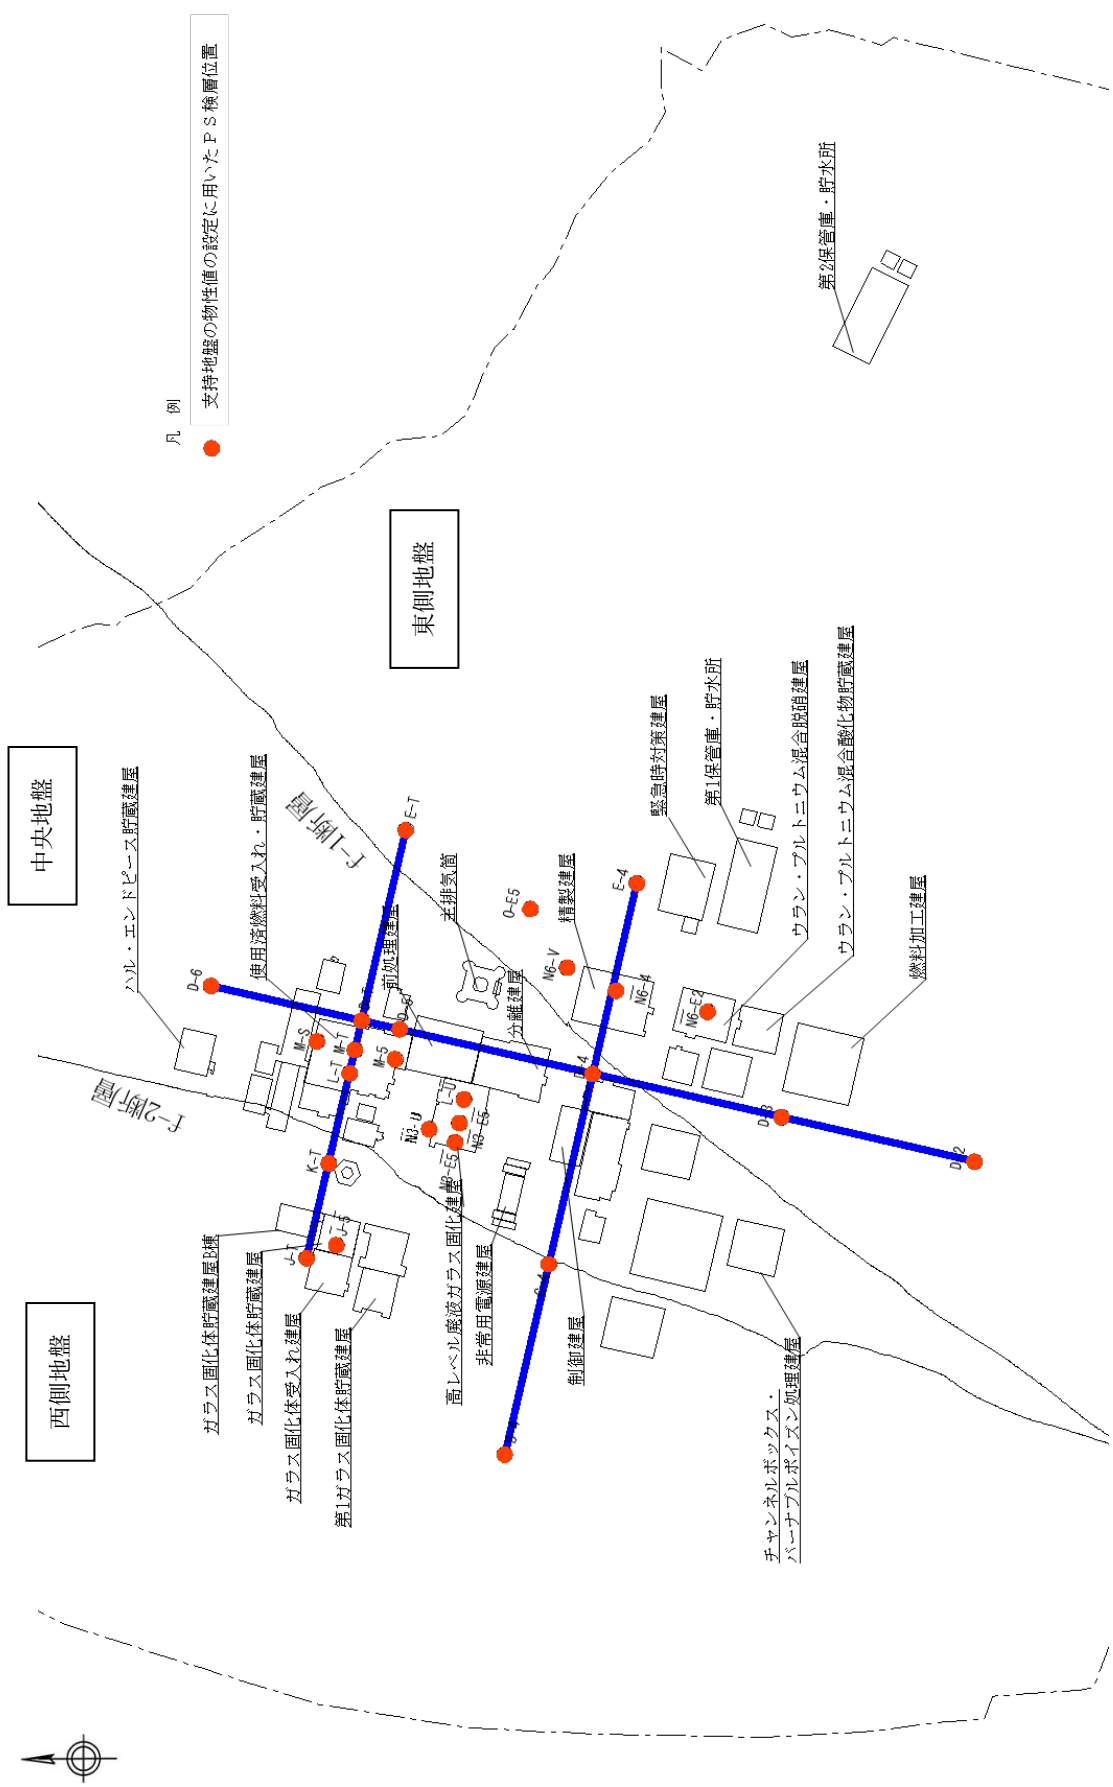 凡 例
支持地盤の物性値の設定に用いたＰＳ検層位置
西側地盤
中央地盤
東側地盤
f-2断層
f-1断層
ハル・エンドピース貯蔵建屋
使用済燃料受入れ・貯蔵建屋
前処理建屋
主排気筒
分離建屋
精製建屋
緊急時対策建屋
第1保管庫・貯水所
第2保管庫・貯水所
ウラン・プルトニウム混合脱硝建屋
ウラン・プルトニウム混合酸化物貯蔵建屋
燃料加工建屋
ガラス固化体貯蔵建屋B棟
ガラス固化体貯蔵建屋
ガラス固化体受入れ建屋
第1ガラス固化体貯蔵建屋
高レベル廃液ガラス固化建屋
非常用電源建屋
制御建屋
チャンネルボックス・
バーナブルポイズン処理建屋
D-6
E-T
M-S
M-T
L-T
M-5
K-T
J-T
J-5
N3-U
N3-E5
O-E5
N6-V
N6-4
E-4
N6-E2
D-4
C-4
B-4
D-3
D-2